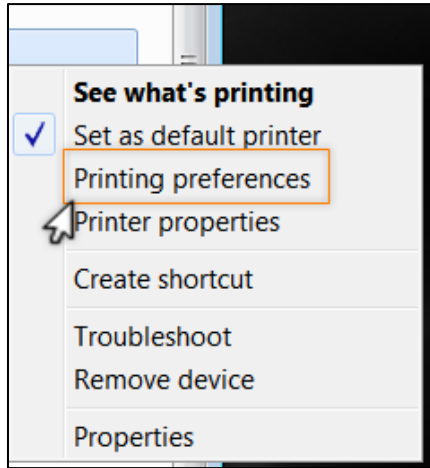 See what's printing
Set as default printer
Printing preferences
Printer properties
Create shortcut
Troubleshoot
Remove device
Properties